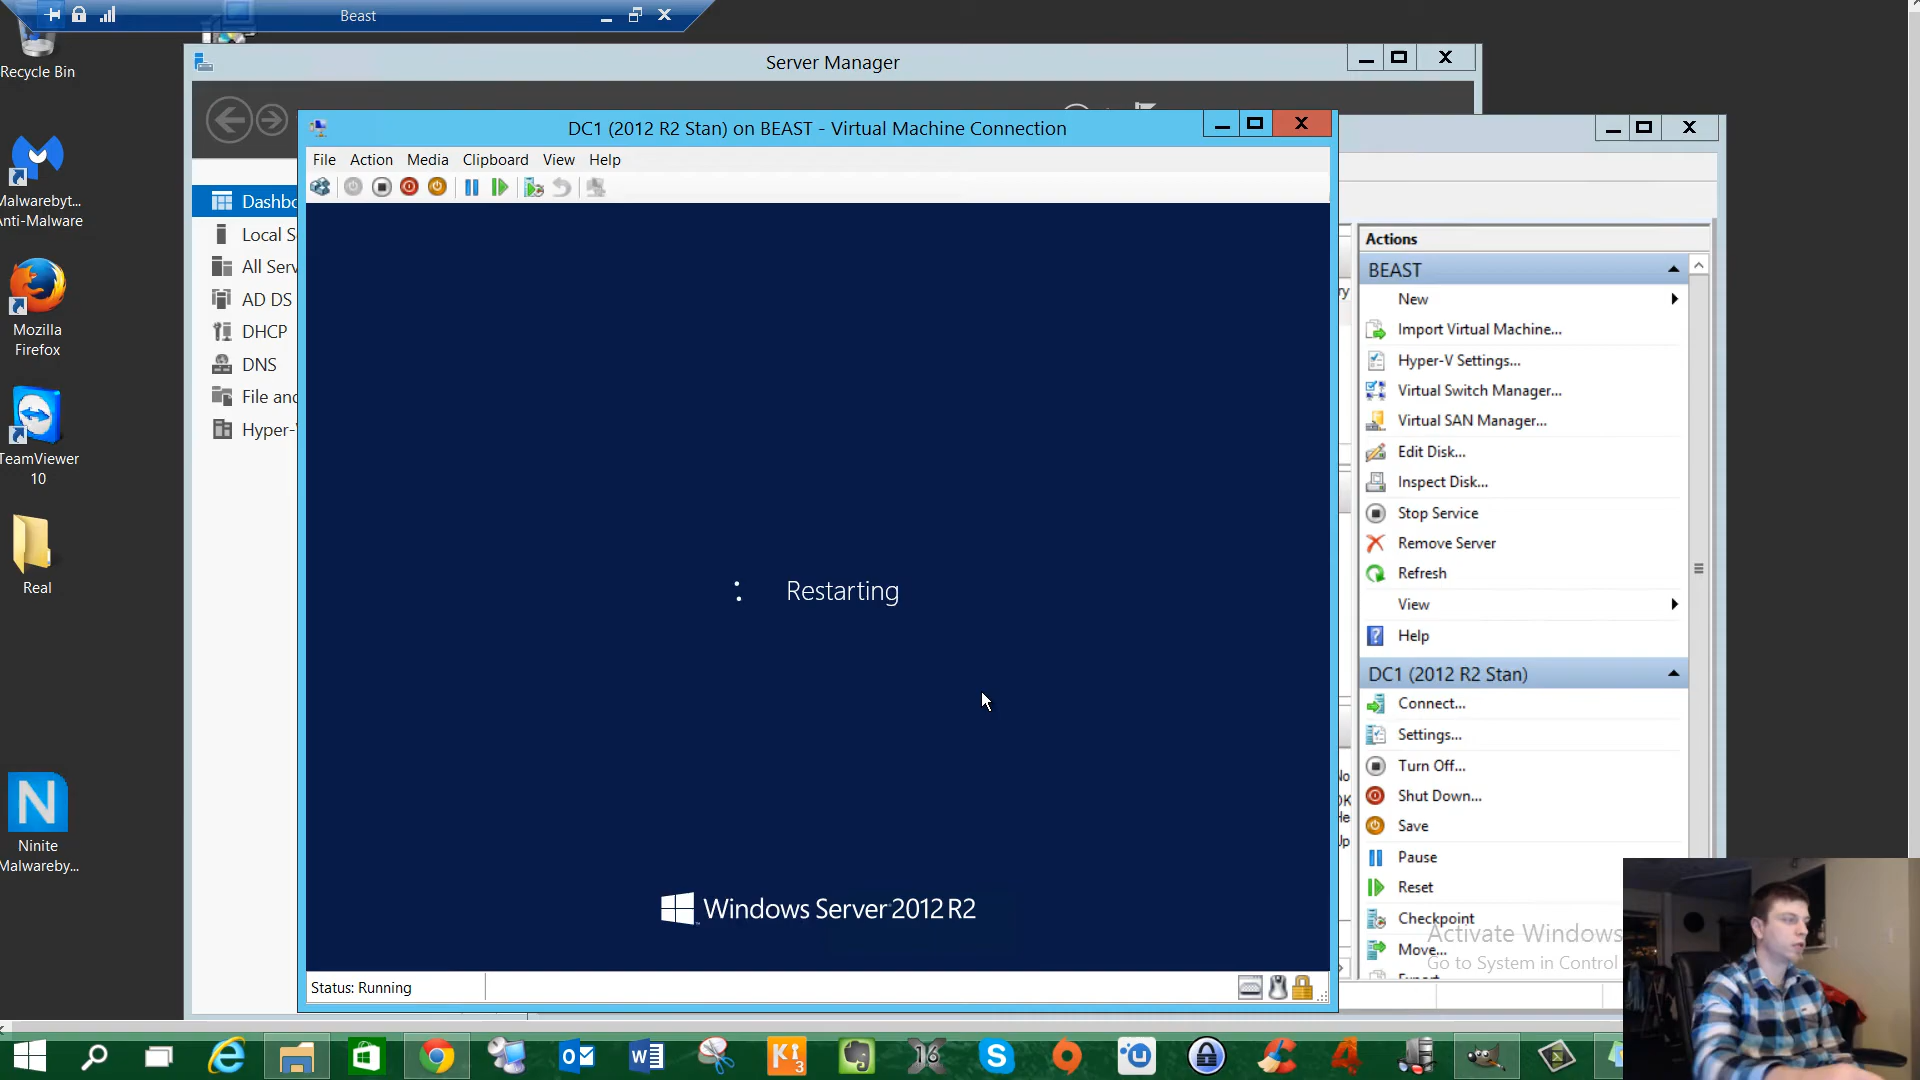 Beast
Recycle Bin
Malwarebyt...
Anti-Malware
Mozilla
Firefox
TeamViewer
10
Real
Ninite
Malwareby...
Server Manager
Dashbo
Local S
All Serv
AD DS
DHCP
DNS
File and
Hyper-V
DC1 (2012 R2 Stan) on BEAST - Virtual Machine Connection
File Action Media Clipboard View Help
Restarting
Windows Server 2012 R2
Status: Running
Actions
BEAST
New
Import Virtual Machine...
Hyper-V Settings...
Virtual Switch Manager...
Virtual SAN Manager...
Edit Disk...
Inspect Disk...
Stop Service
Remove Server
Refresh
View
Help
DC1 (2012 R2 Stan)
Connect...
Settings...
Turn Off...
Shut Down...
Save
Pause
Reset
Checkpoint
Move...
Activate Windows
Go to System in Control